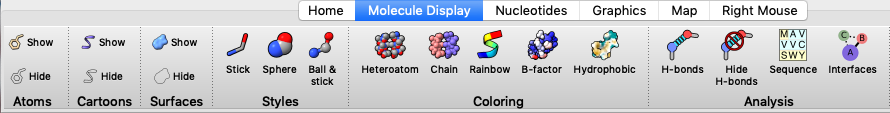 Home Molecule Display Nucleotides Graphics Map Right Mouse
Show Show Show
Hide Hide Hide
Atoms Cartoons Surfaces
Stick Sphere Ball & stick
Styles
Heteroatom Chain Rainbow B-factor Hydrophobic
Coloring
H-bonds Hide H-bonds Sequence Interfaces
MAV
VVC
SWY
C B
A
Analysis